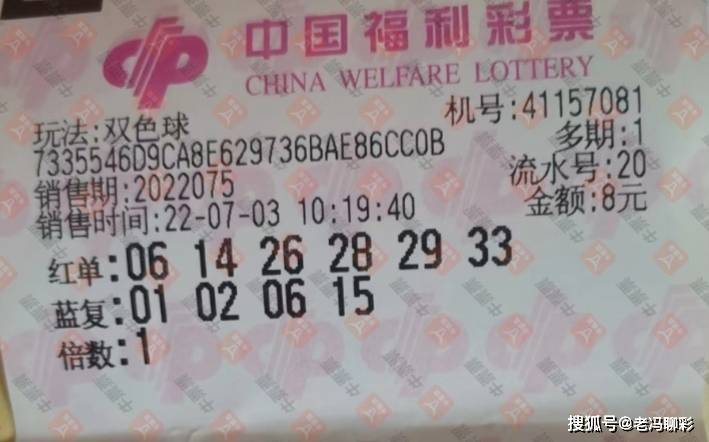 中国福利彩票
CHINA WELFARE LOTTERY
机号:41157081
玩法:双色球
多期:1
7335546D9CA8E629736BAE86CC0B
流水号:20
销售期:2022075
金额:8元
销售时间:22-07-03 10:19:40
红单:06 14 26 28 29 33
蓝复:01 02 06 15
倍数:1
搜狐号@老冯聊彩